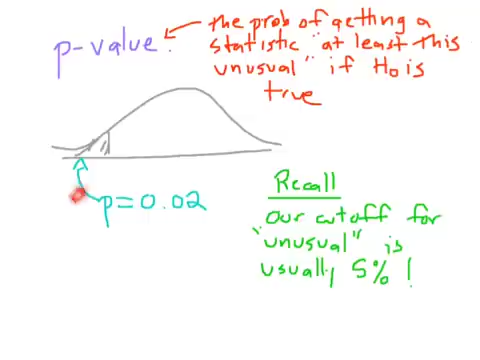 p-value.
the prob of getting a
statistic "at least this
unusual" if H₀ is
true
p=0.02
Recall
our cutoff for
"unusual" is
usually 5% !